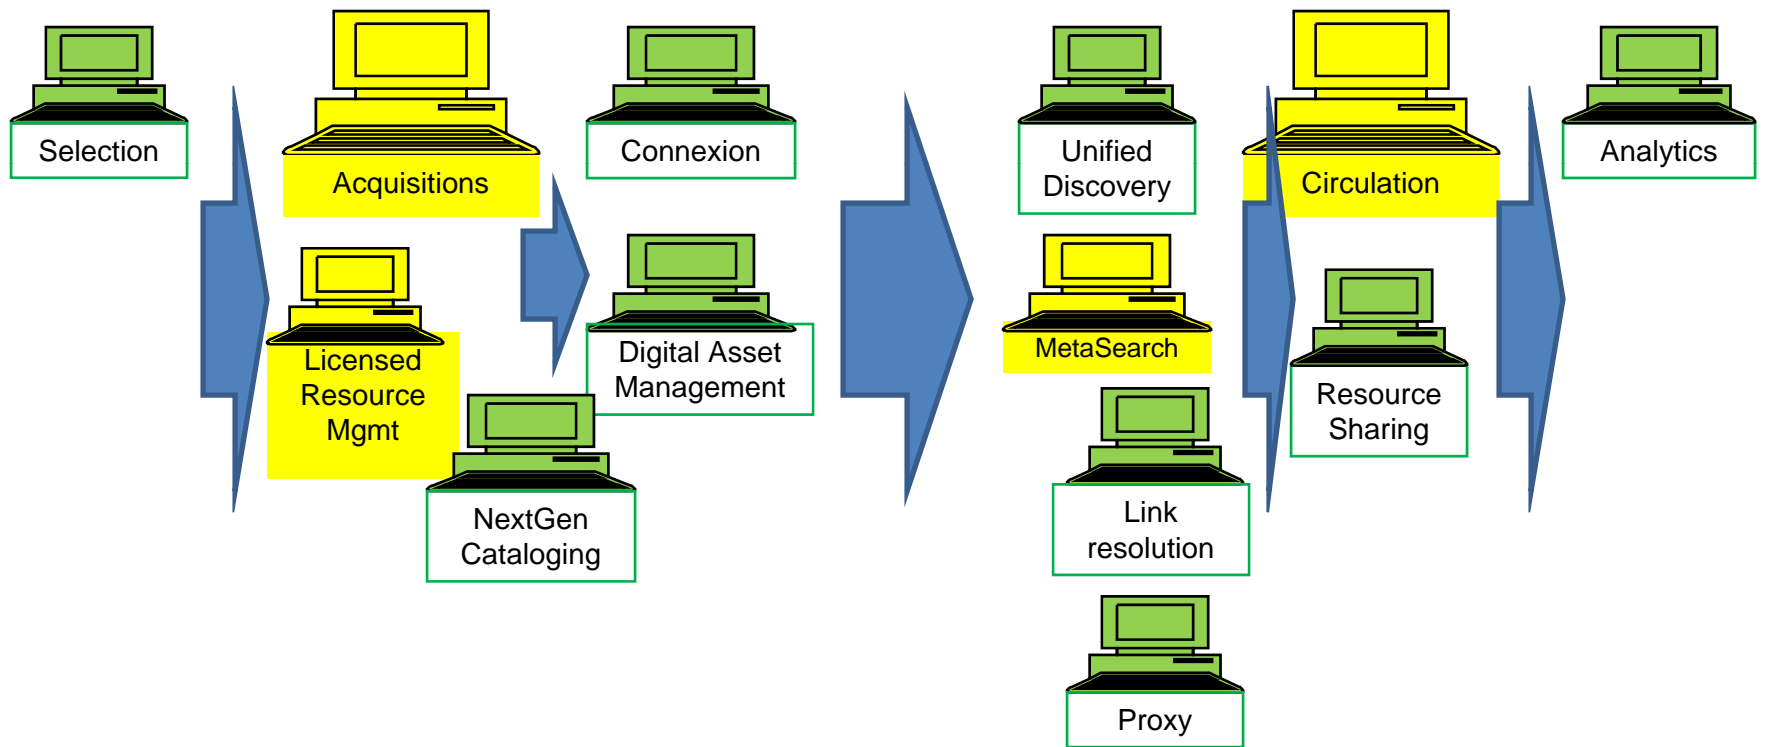 Selection
Acquisitions
Connexion
Unified
Discovery
Circulation
Analytics
Licensed
Resource
Mgmt
Digital Asset
Management
MetaSearch
Resource
Sharing
NextGen
Cataloging
Link
resolution
Proxy